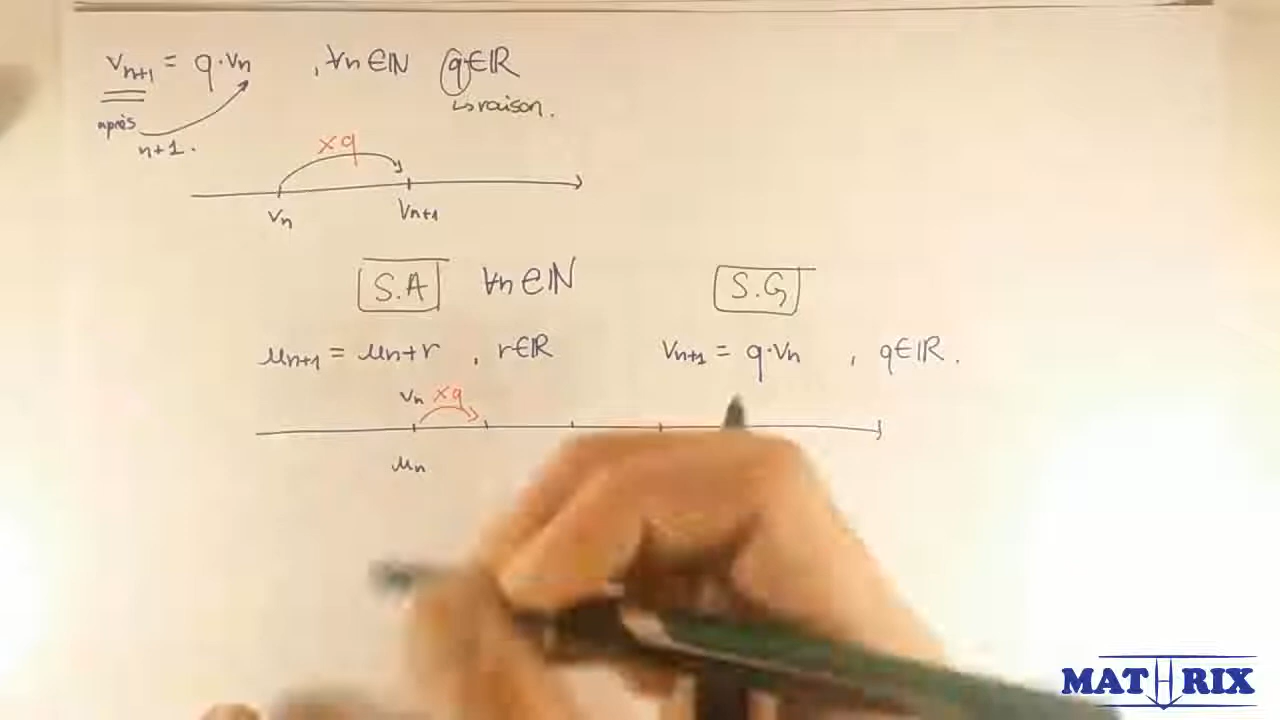 Vn+1 = q·Vn , ∀n∈ℕ q∈ℝ
après
↳raison.
n+1.
×q
Vn Vn+1
S.A ∀n∈ℕ S.G
un+1 = un+r , r∈ℝ Vn+1 = q·Vn , q∈ℝ.
Vn ×q
un
MATHRIX